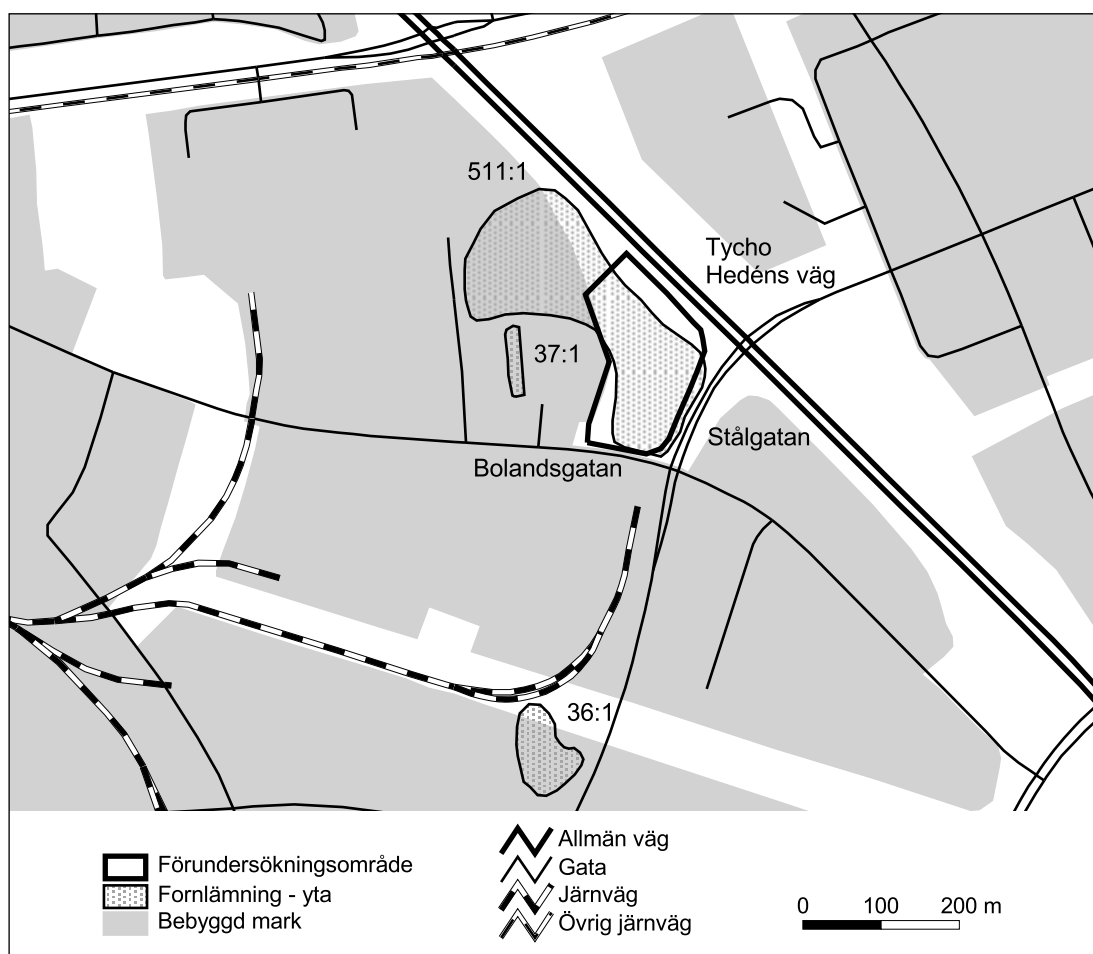 511:1
Tycho
Hedéns väg
37:1
Stålgatan
Bolandsgatan
36:1
Förundersökningsområde
Fornlämning - yta
Bebyggd mark
Allmän väg
Gata
Järnväg
Övrig järnväg
0 100 200 m